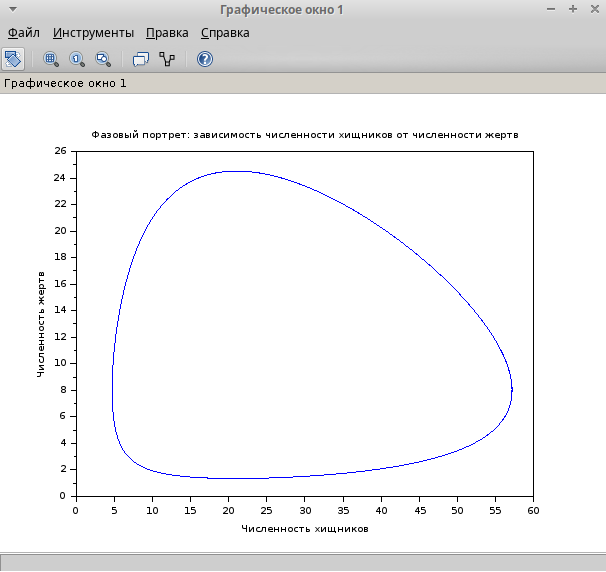 Графическое окно 1
Файл Инструменты Правка Справка
Графическое окно 1
Фазовый портрет: зависимость численности хищников от численности жертв
26
24
22
20
18
16
14
12
10
8
6
4
2
0
Численность жертв
0 5 10 15 20 25 30 35 40 45 50 55 60
Численность хищников